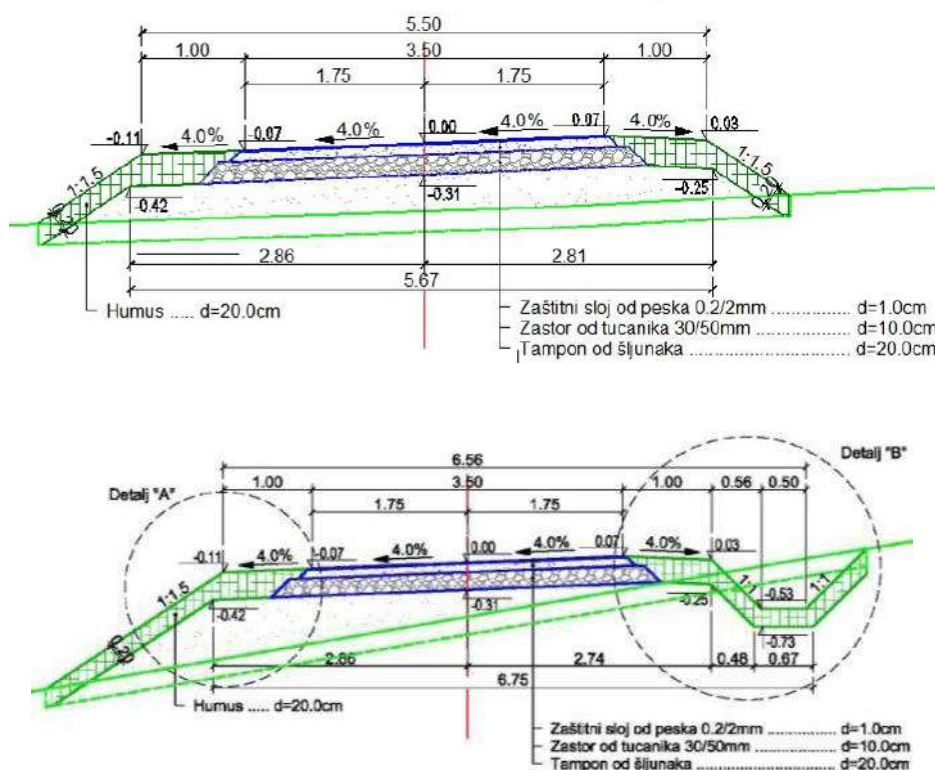 5.50
1.00 3.50 1.00
1.75 1.75
-0.11 4.0% -0.07 4.0% 0.00 4.0% 0.07 4.0% 0.03
1:1.5 1:1.5
0.20
-0.42 -0.31 -0.25
2.86 2.81
5.67
Humus ..... d=20.0cm
Zaštitni sloj od peska 0.2/2mm .................. d=1.0cm
Zastor od tucanika 30/50mm .................. d=10.0cm
Tampon od šljunaka .................. d=20.0cm
Detalj "B"
6.56
Detalj "A"
1.00 3.50 1.00 0.56 0.50
1.75 1.75
-0.11 4.0% -0.07 4.0% 0.00 4.0% 0.07 4.0% 0.03
1:1.5 1:1 -0.53 1:1
-0.42 -0.31 -0.25
0.20 -0.73
2.86 2.74 0.48 0.67
6.75
Humus ..... d=20.0cm
Zaštitni sloj od peska 0.2/2mm .................. d=1.0cm
Zastor od tucanika 30/50mm .................. d=10.0cm
Tampon od šljunaka .................. d=20.0cm